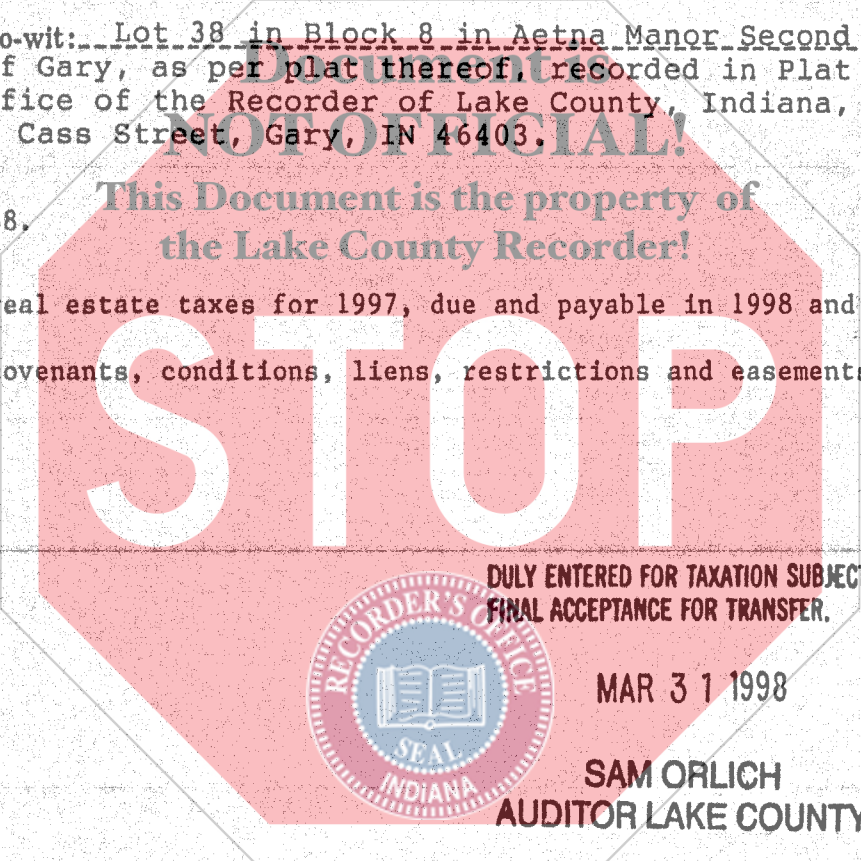 o-wit: Lot 38 in Block 8 in Aetna Manor Second
Document is
f Gary, as per plat thereof, recorded in Plat
fice of the Recorder of Lake County, Indiana,
Cass Street, Gary, IN 46403.
NOT OFFICIAL!
This Document is the property of
8.
the Lake County Recorder!
eal estate taxes for 1997, due and payable in 1998 and
ovenants, conditions, liens, restrictions and easements
STOP
DULY ENTERED FOR TAXATION SUBJECT
FINAL ACCEPTANCE FOR TRANSFER.
RECORDER'S OFFICE
SEAL
INDIANA
MAR 31 1998
SAM ORLICH
AUDITOR LAKE COUNTY